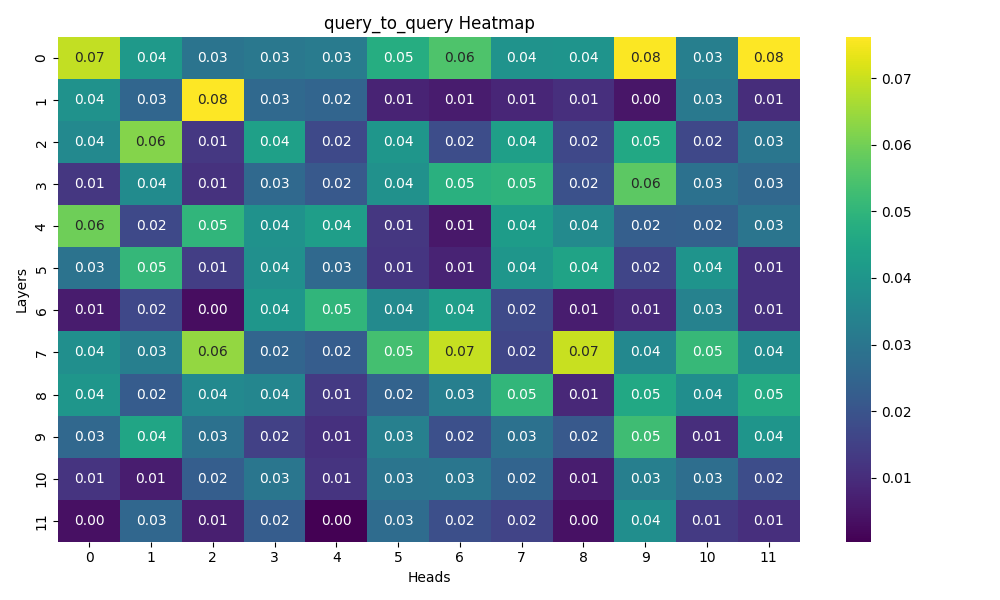 query_to_query Heatmap
Layers
0 0.07 0.04 0.03 0.03 0.03 0.05 0.06 0.04 0.04 0.08 0.03 0.08
1 0.04 0.03 0.08 0.03 0.02 0.01 0.01 0.01 0.01 0.00 0.03 0.01
2 0.04 0.06 0.01 0.04 0.02 0.04 0.02 0.04 0.02 0.05 0.02 0.03
3 0.01 0.04 0.01 0.03 0.02 0.04 0.05 0.05 0.02 0.06 0.03 0.03
4 0.06 0.02 0.05 0.04 0.04 0.01 0.01 0.04 0.04 0.02 0.02 0.03
5 0.03 0.05 0.01 0.04 0.03 0.01 0.01 0.04 0.04 0.02 0.04 0.01
6 0.01 0.02 0.00 0.04 0.05 0.04 0.04 0.02 0.01 0.01 0.03 0.01
7 0.04 0.03 0.06 0.02 0.02 0.05 0.07 0.02 0.07 0.04 0.05 0.04
8 0.04 0.02 0.04 0.04 0.01 0.02 0.03 0.05 0.01 0.05 0.04 0.05
9 0.03 0.04 0.03 0.02 0.01 0.03 0.02 0.03 0.02 0.05 0.01 0.04
10 0.01 0.01 0.02 0.03 0.01 0.03 0.03 0.02 0.01 0.03 0.03 0.02
11 0.00 0.03 0.01 0.02 0.00 0.03 0.02 0.02 0.00 0.04 0.01 0.01
0 1 2 3 4 5 6 7 8 9 10 11
Heads
0.07
0.06
0.05
0.04
0.03
0.02
0.01